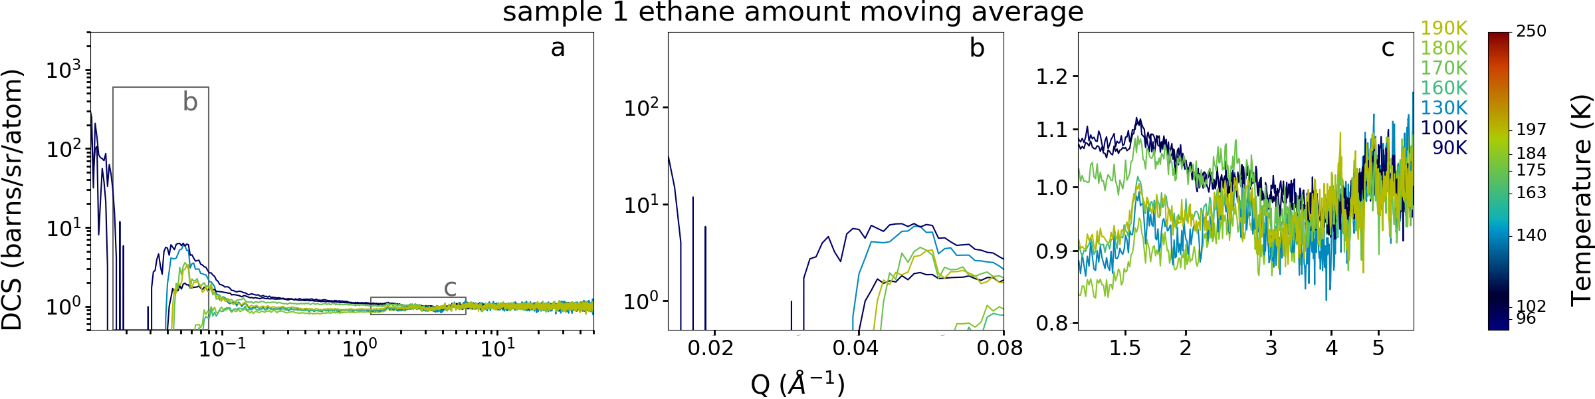 sample 1 ethane amount moving average
DCS (barns/sr/atom)
10³
10²
10¹
10⁰
a
b
c
10⁻¹
10⁰
10¹
b
10²
10¹
10⁰
0.02
0.04
0.08
Q (Å⁻¹)
c
1.2
1.1
1.0
0.9
0.8
1.5
2
3
4
5
190K
180K
170K
160K
130K
100K
90K
250
197
184
175
163
140
102
96
Temperature (K)